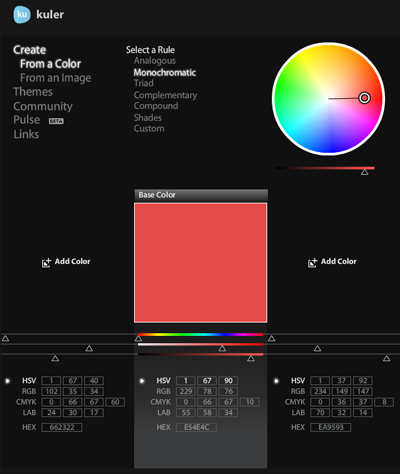 ku kuler
Create
From a Color
From an Image
Themes
Community
Pulse BETA
Links
Select a Rule
Analogous
Monochromatic
Triad
Complementary
Compound
Shades
Custom
Base Color
Add Color
Add Color
HSV 1 67 40
RGB 102 35 34
CMYK 0 66 67 60
LAB 24 30 17
HEX 662322
HSV 1 67 90
RGB 229 78 76
CMYK 0 66 67 10
LAB 55 58 34
HEX E54E4C
HSV 1 37 92
RGB 234 149 147
CMYK 0 36 37 8
LAB 70 32 14
HEX EA9593